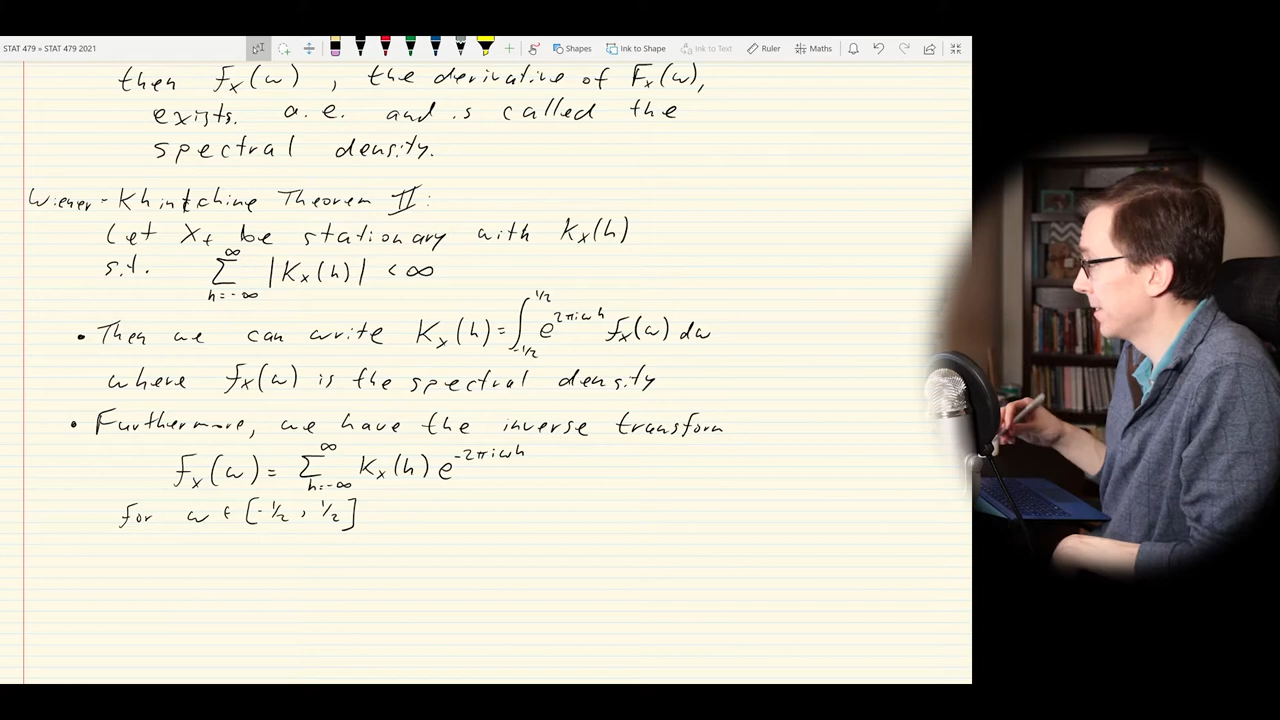 STAT 479 » STAT 479 2021
Shapes Ink to Shape Ink to Text Ruler Maths
then fx(ω), the derivative of Fx(ω),
exists a.e. and is called the
spectral density.
Wiener-Khintchine Theorem II:
Let Xt be stationary with Kx(h)
s.t. ∑_{h=-∞}^{∞} |Kx(h)| < ∞
• Then we can write Kx(h) = ∫_{-1/2}^{1/2} e^{2πiωh} fx(ω) dω
where fx(ω) is the spectral density
• Furthermore, we have the inverse transform
fx(ω) = ∑_{h=-∞}^{∞} Kx(h) e^{-2πiωh}
for ω ∈ [-1/2, 1/2]